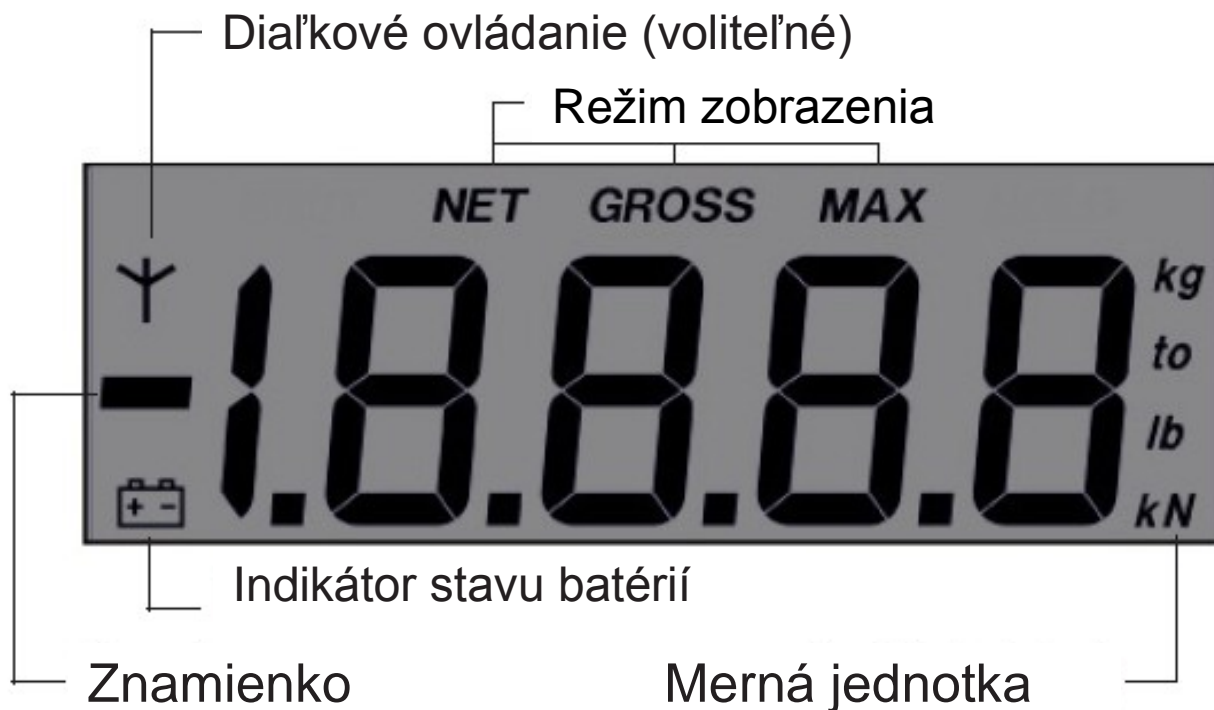 Diaľkové ovládanie (voliteľné)
Režim zobrazenia
NET GROSS MAX
kg
to
1.8.8.8.8
lb
kN
Indikátor stavu batérií
Znamienko
Merná jednotka